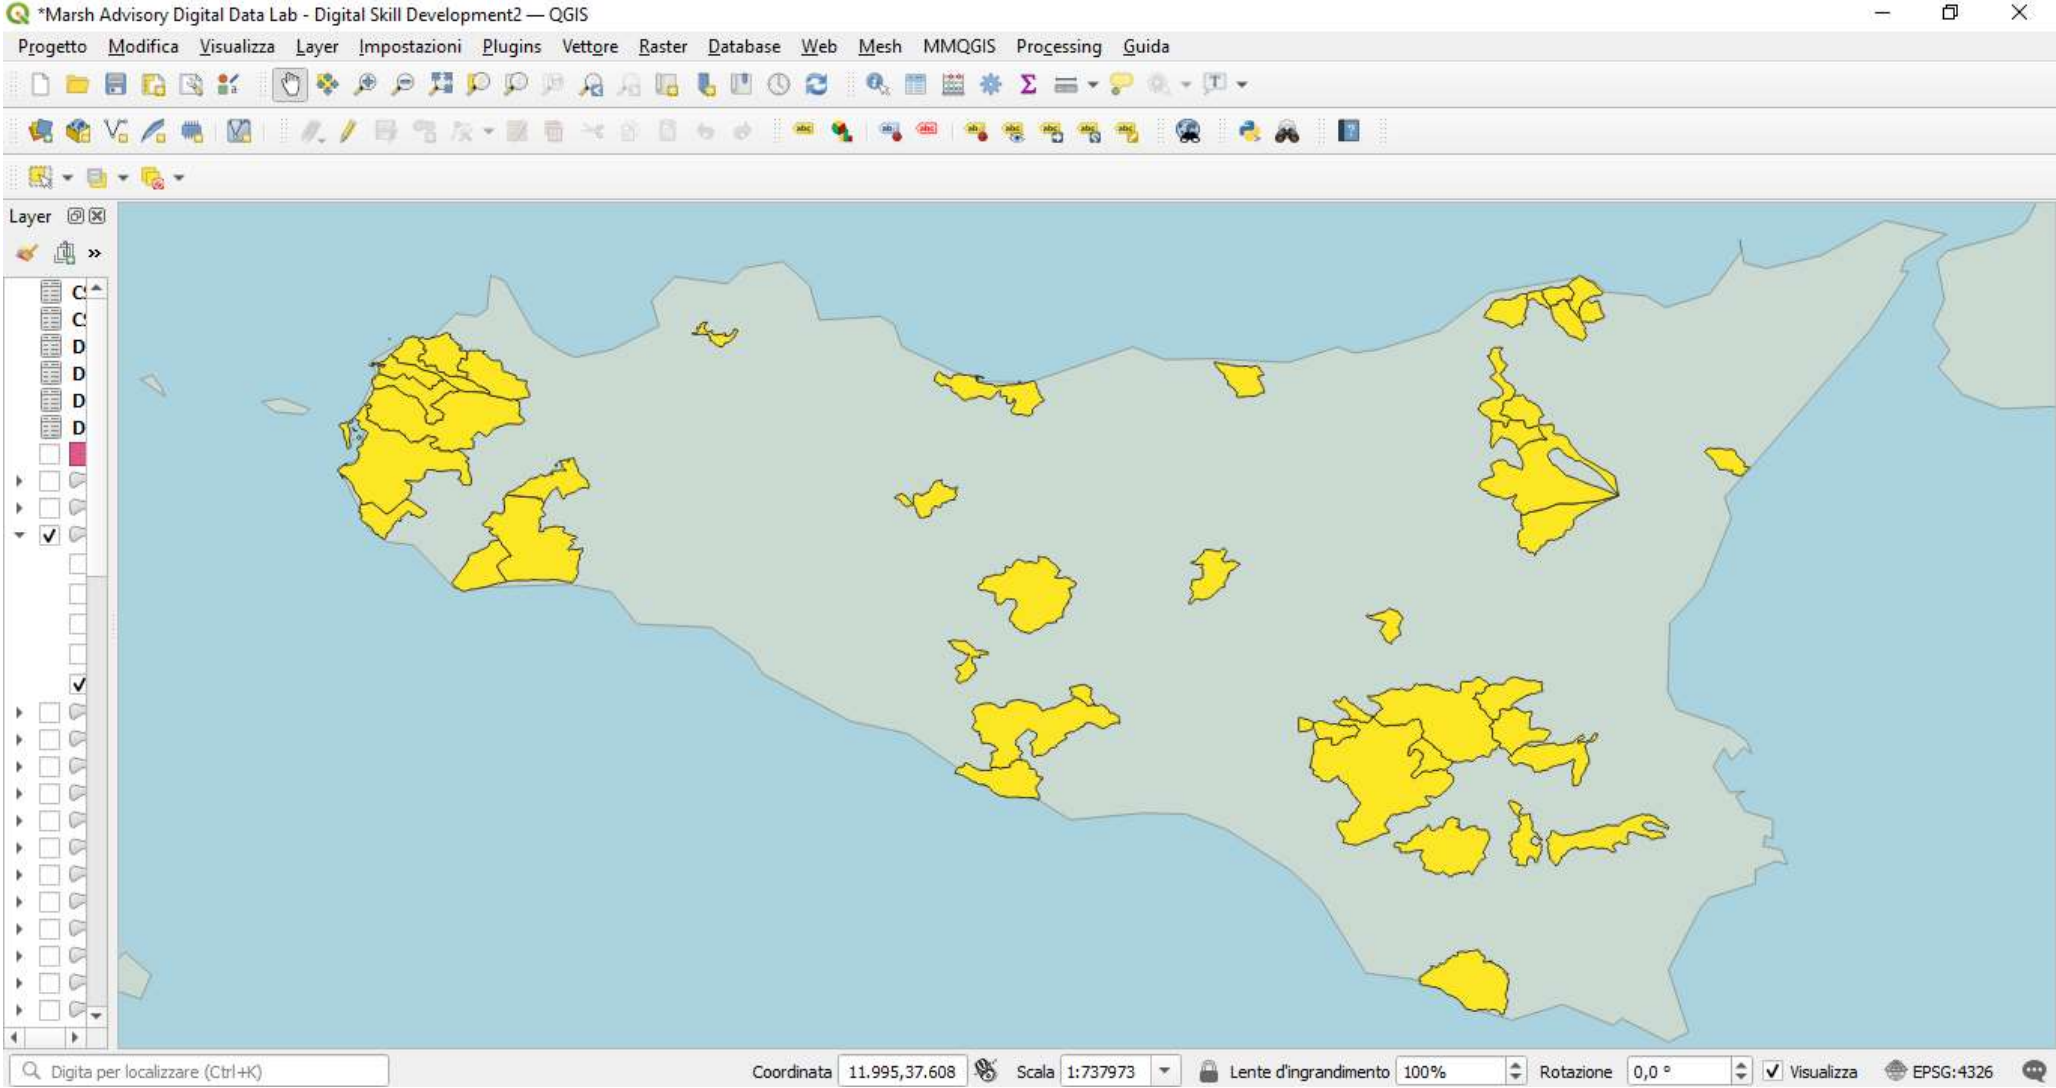 *Marsh Advisory Digital Data Lab - Digital Skill Development2 — QGIS
Progetto Modifica Visualizza Layer Impostazioni Plugins Vettore Raster Database Web Mesh MMQGIS Processing Guida
Layer
D
D
D
D
Digita per localizzare (Ctrl+K) Coordinata 11.995,37.608 Scala 1:737973 Lente d'ingrandimento 100% Rotazione 0,0 ° Visualizza EPSG:4326